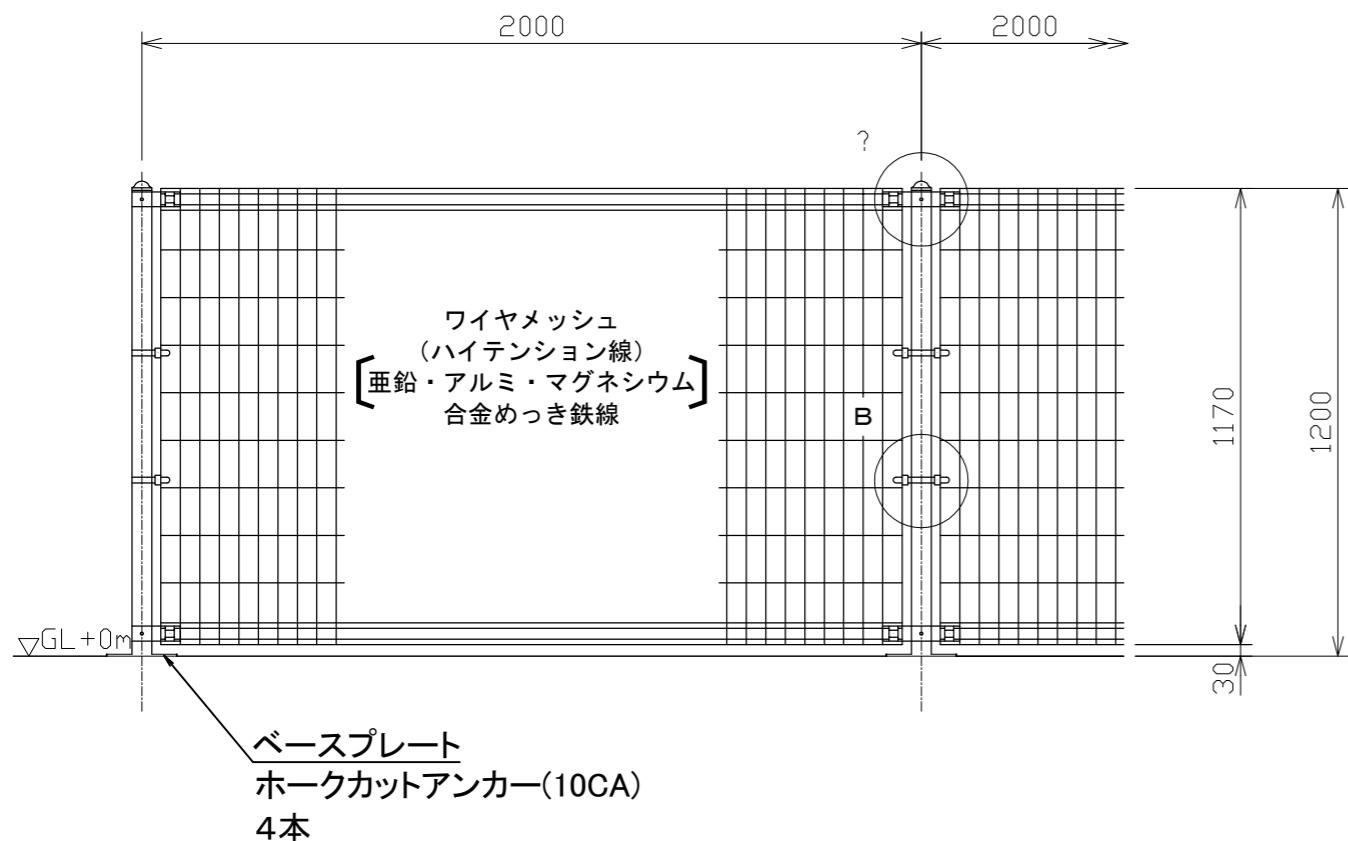 2000
2000
?
ワイヤメッシュ
(ハイテンション線)
亜鉛・アルミ・マグネシウム
合金めっき鉄線
B
1170
1200
▽GL+0m
30
ベースプレート
ホークカットアンカー(10CA)
4本